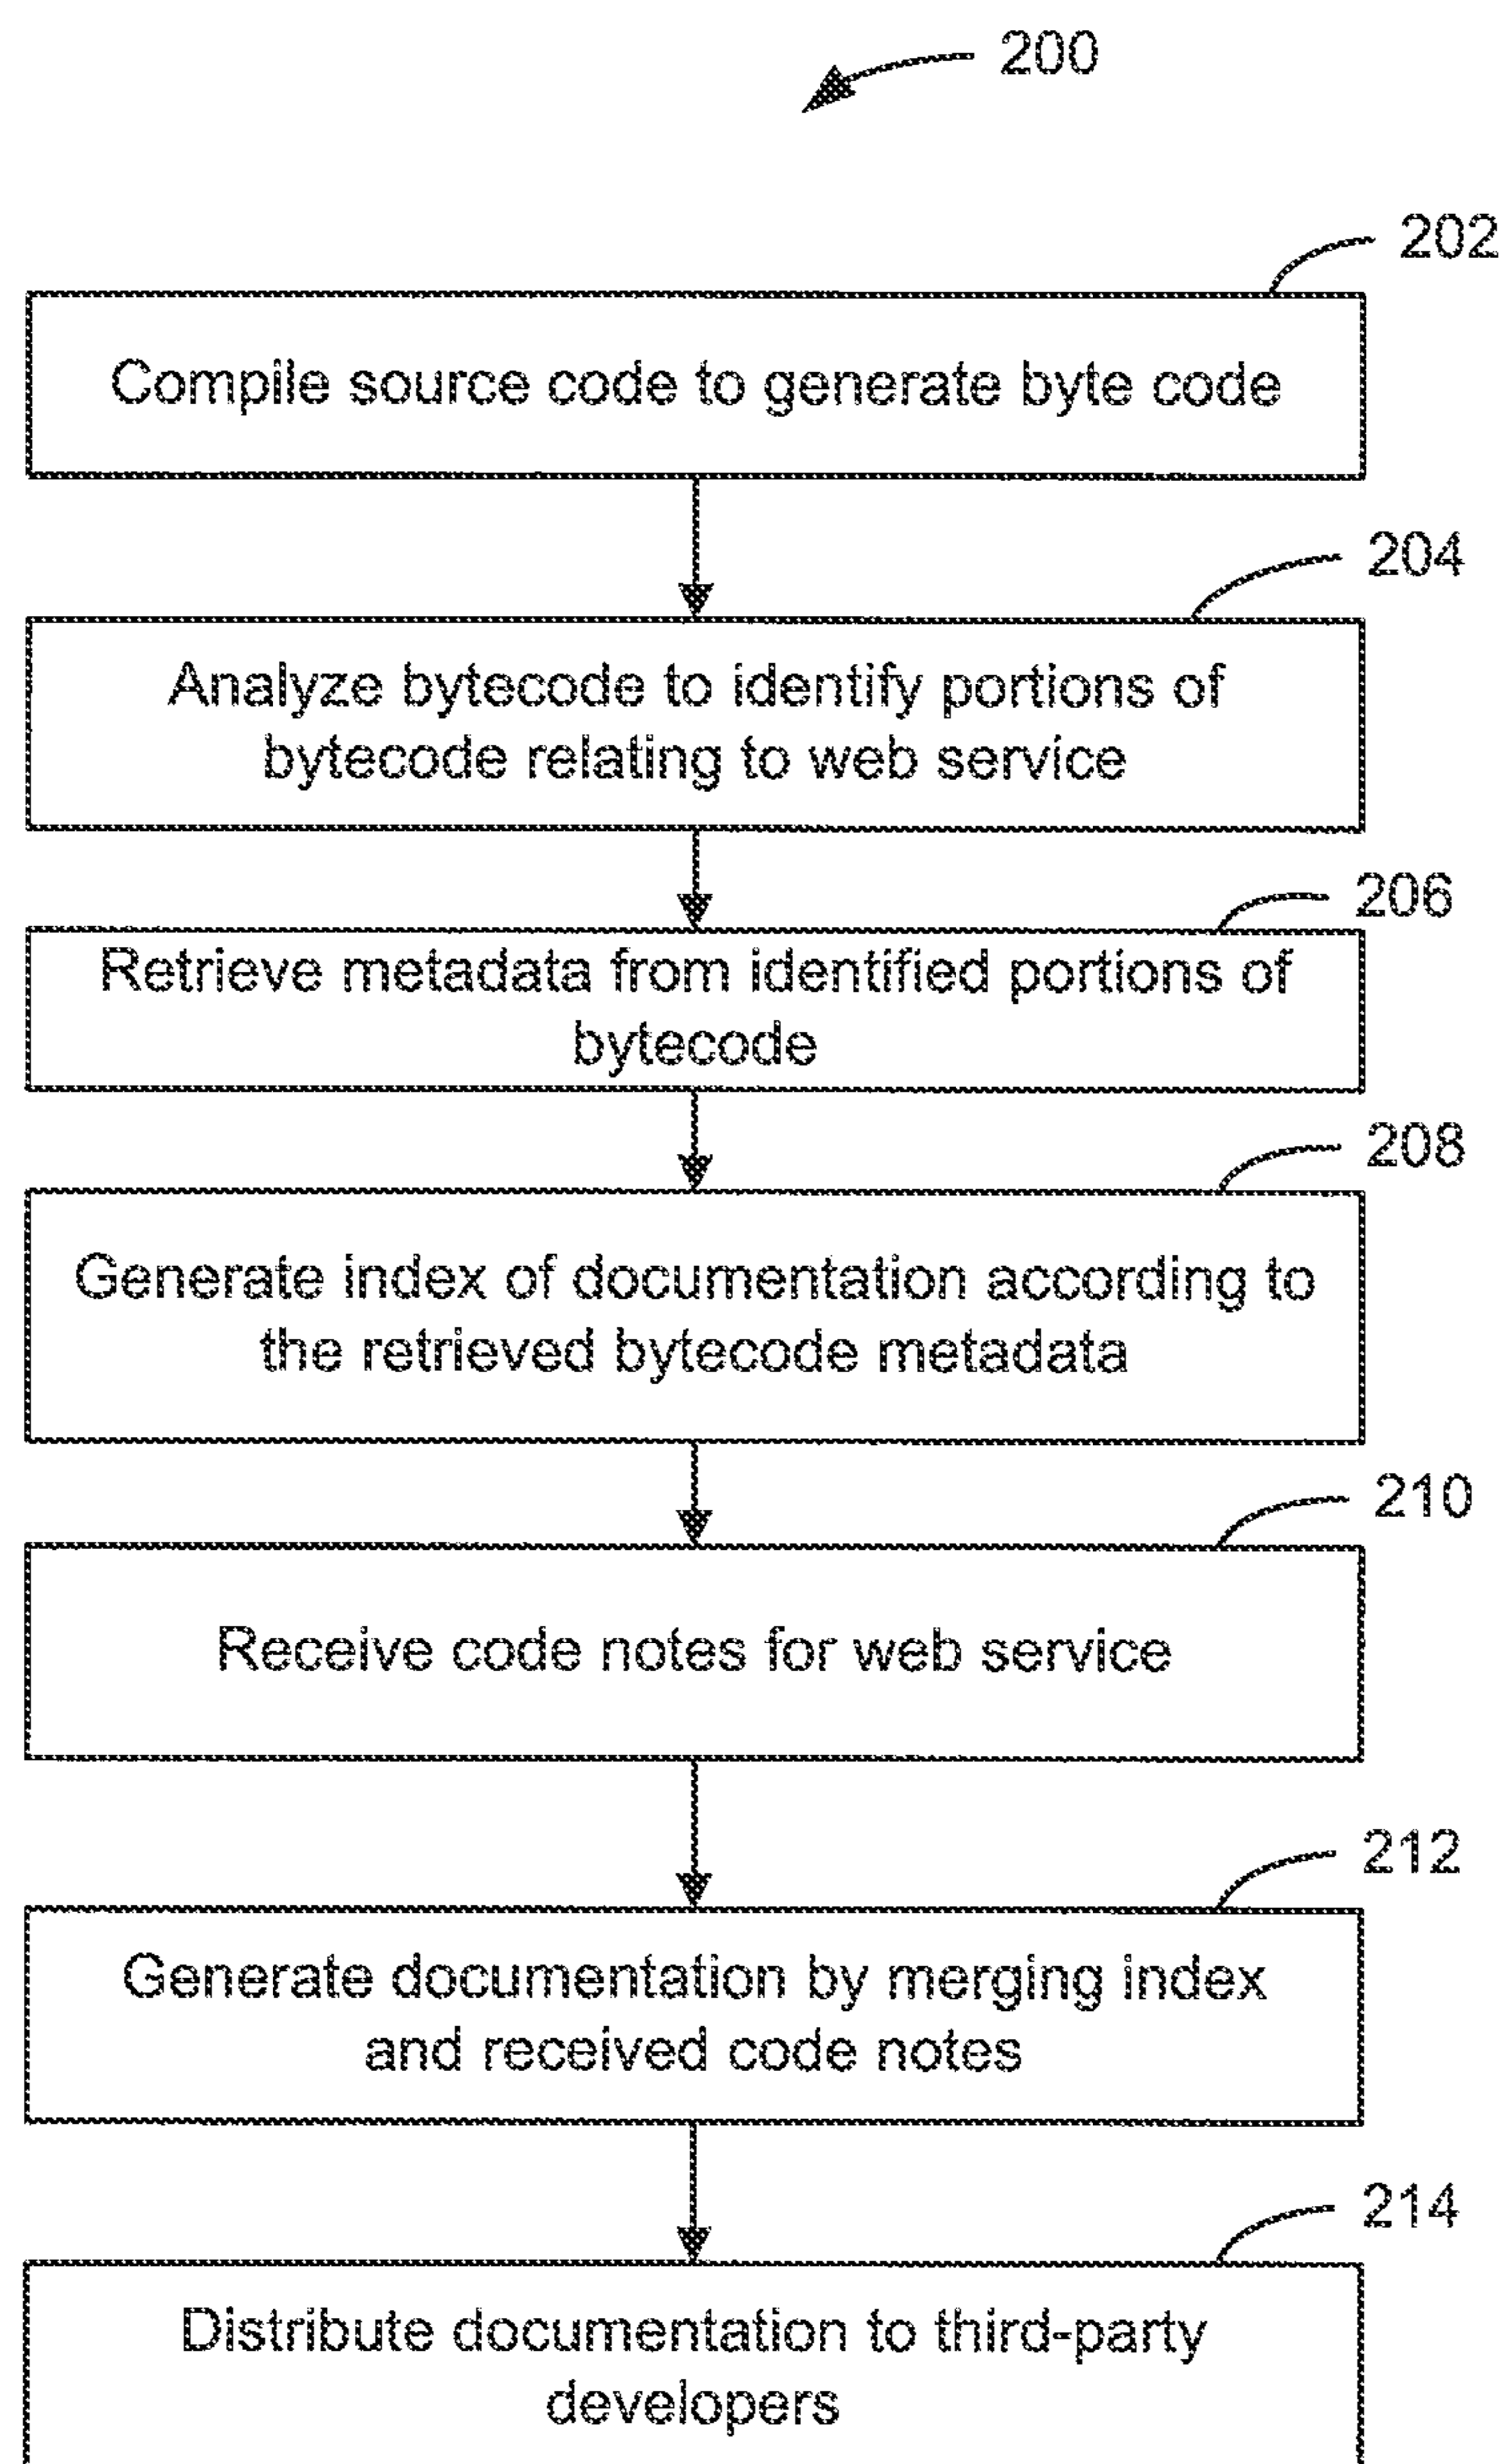 200
202
Compile source code to generate byte code
204
Analyze bytecode to identify portions of
bytecode relating to web service
206
Retrieve metadata from identified portions of
bytecode
208
Generate index of documentation according to
the retrieved bytecode metadata
210
Receive code notes for web service
212
Generate documentation by merging index
and received code notes
214
Distribute documentation to third-party
developers